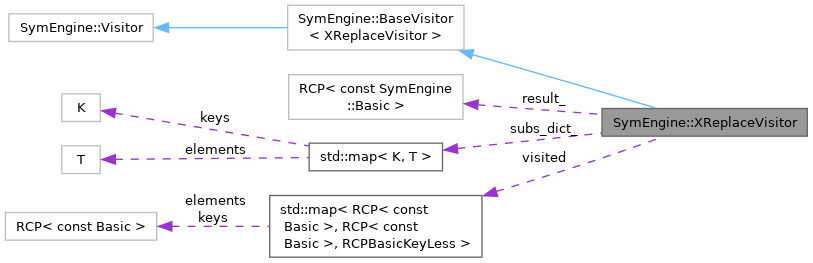 SymEngine::Visitor
SymEngine::BaseVisitor
< XReplaceVisitor >
RCP< const SymEngine
::Basic >
result_
SymEngine::XReplaceVisitor
K
keys
subs_dict_
T
elements
std::map< K, T >
visited
elements
keys
RCP< const Basic >
std::map< RCP< const
Basic >, RCP< const
Basic >, RCPBasicKeyLess >